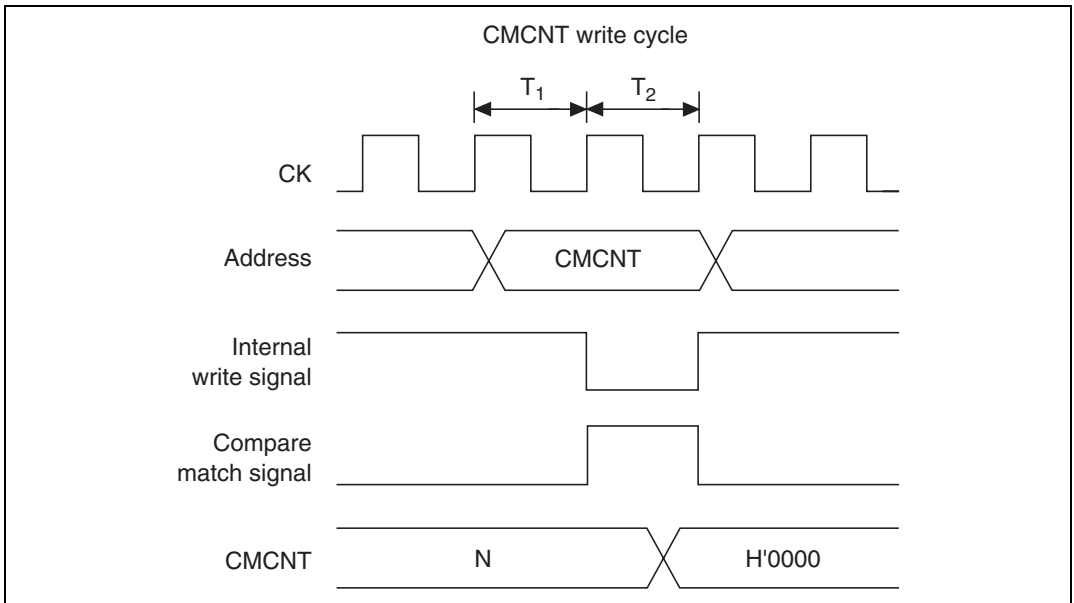 CMCNT write cycle
T1 T2
CK
Address CMCNT
Internal
write signal
Compare
match signal
CMCNT N H'0000